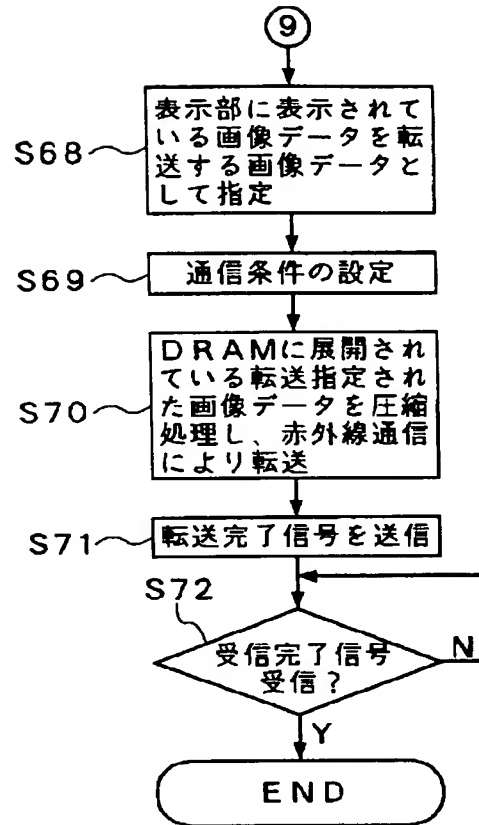 9
S68
表示部に表示されて
いる画像データを転
送する画像データと
して指定
S69
通信条件の設定
S70
DRAMに展開され
ている転送指定され
た画像データを圧縮
処理し、赤外線通信
により転送
S71
転送完了信号を送信
S72
受信完了信号
受信?
N
Y
END